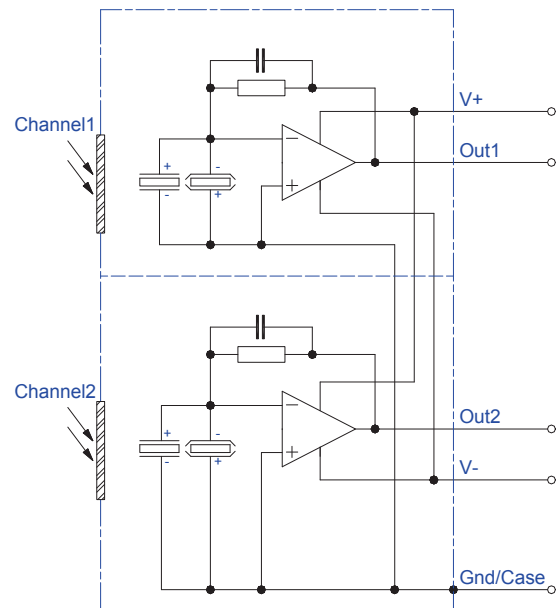 V+
Channel1
Out1
+
-
-
+
−
+
Channel2
Out2
+
-
-
+
−
+
V-
Gnd/Case